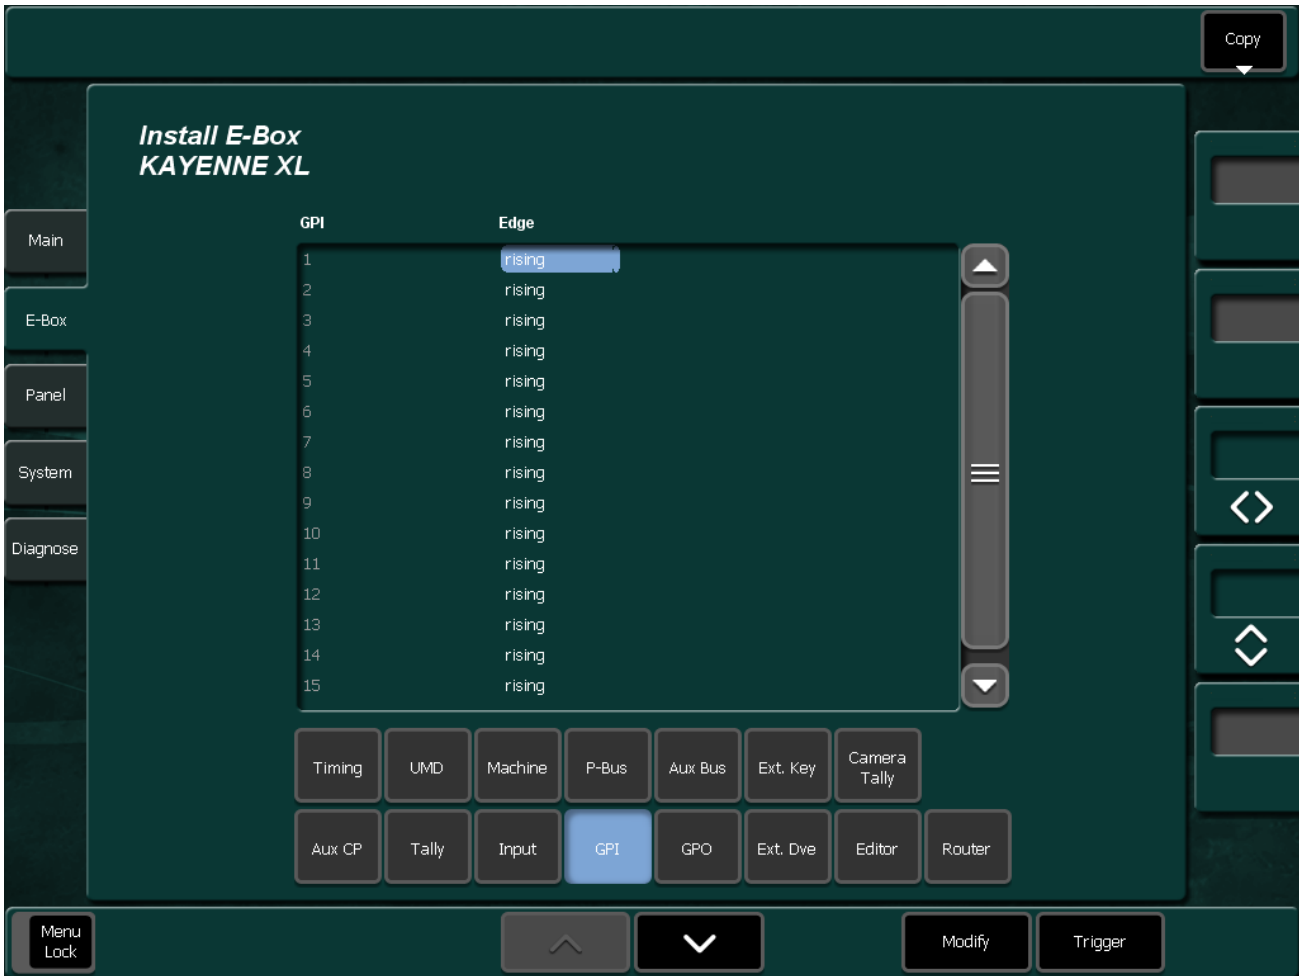 Copy
Install E-Box
KAYENNE XL
GPI Edge
1 rising
2 rising
3 rising
4 rising
5 rising
6 rising
7 rising
8 rising
9 rising
10 rising
11 rising
12 rising
13 rising
14 rising
15 rising
Main
E-Box
Panel
System
Diagnose
Timing UMD Machine P-Bus Aux Bus Ext. Key Camera
Tally
Aux CP Tally Input GPI GPO Ext. Dve Editor Router
Menu
Lock
Modify Trigger